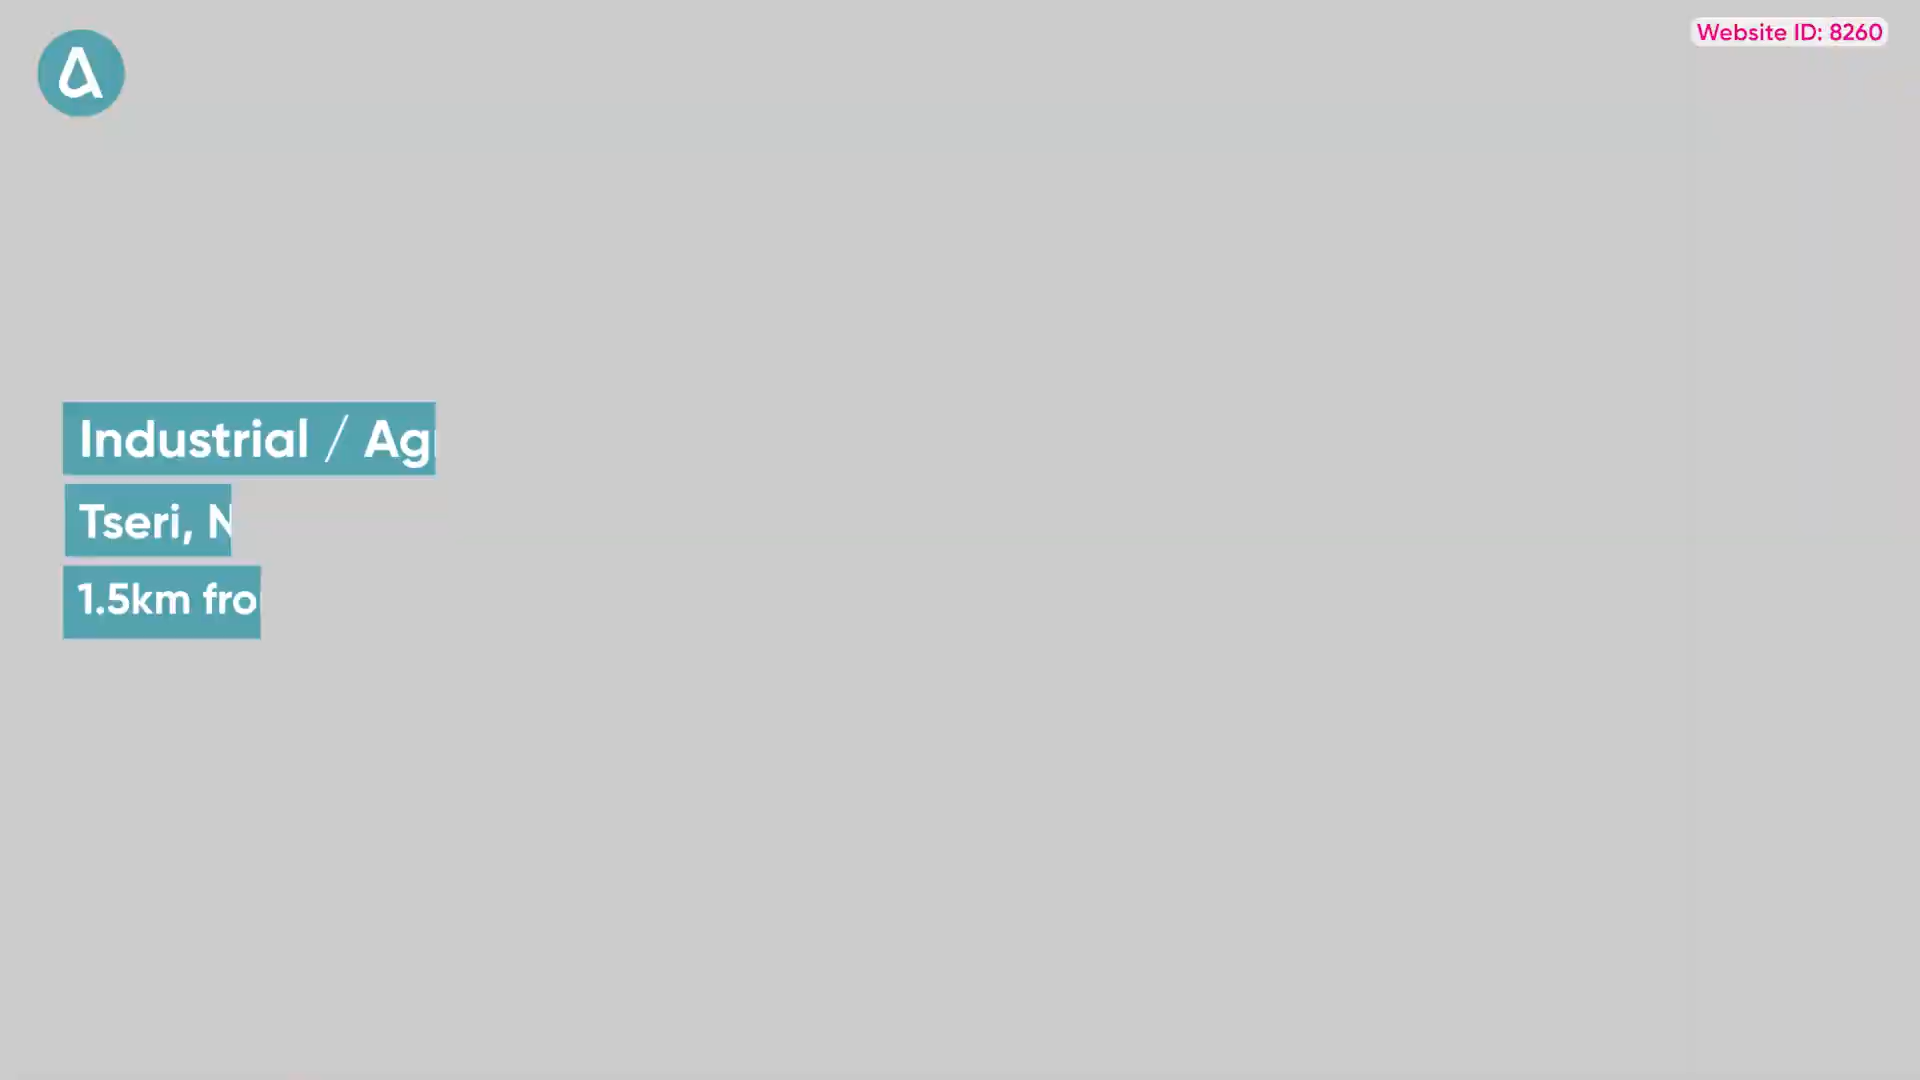 Website ID: 8260
Industrial / Ag
Tseri, N
1.5km fro